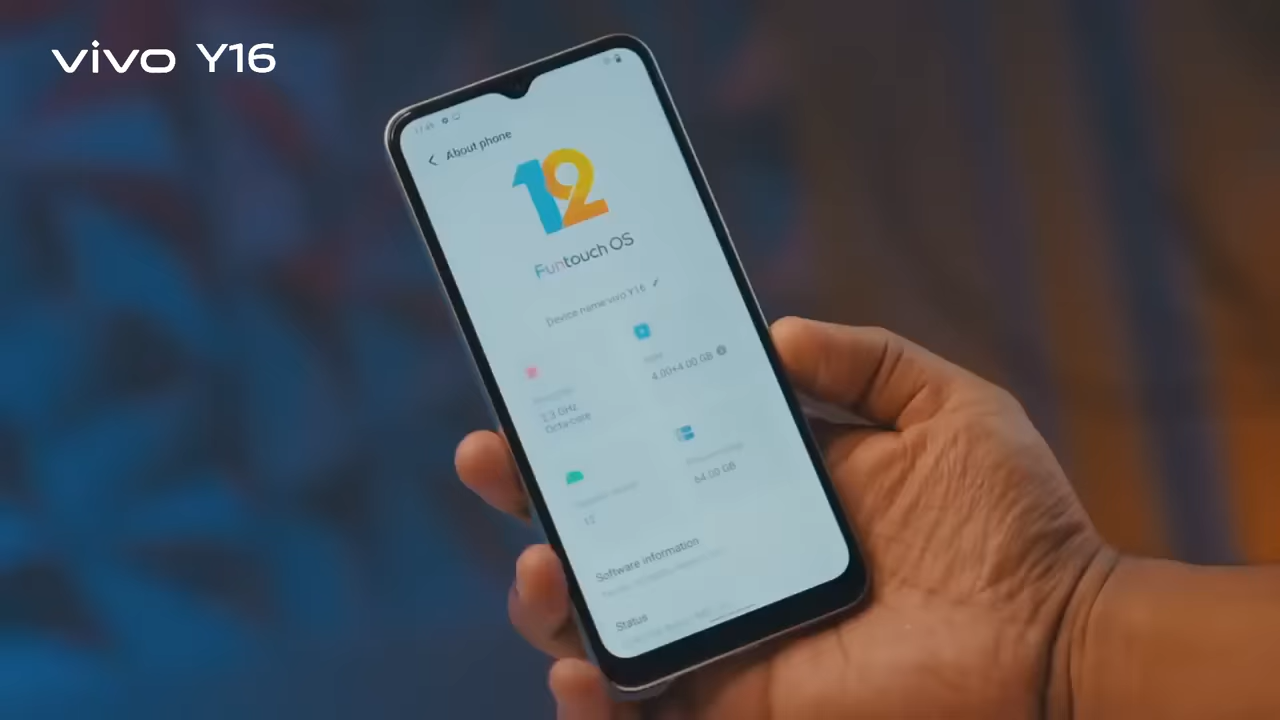 vivo Y16
About phone
12
Funtouch OS
Device name:vivo Y16
4.00+4.00 GB
2.3 GHz
Octa-core
64.00 GB
12
Software information
Status